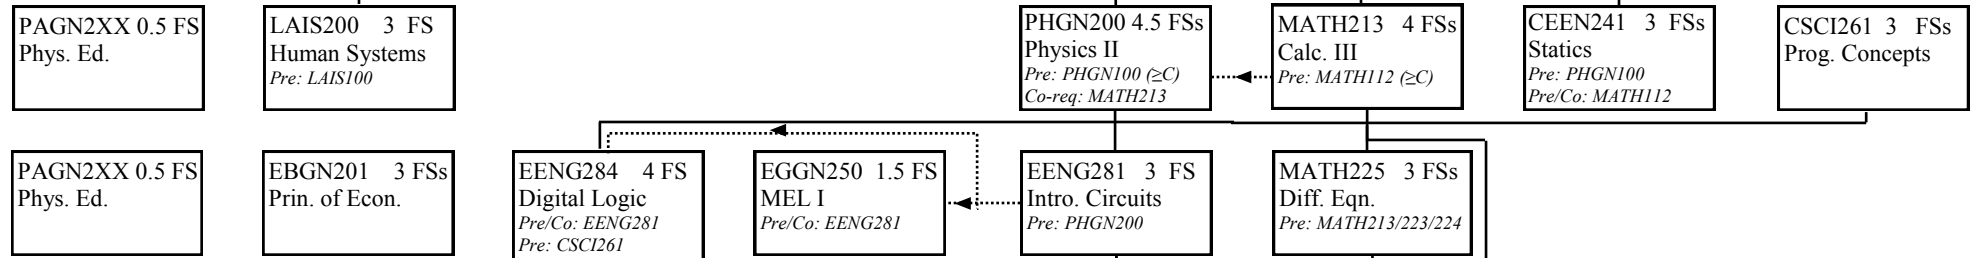 PAGN2XX 0.5 FS
Phys. Ed.
LAIS200 3 FS
Human Systems
Pre: LAIS100
PHGN200 4.5 FSs
Physics II
Pre: PHGN100 (≥C)
Co-req: MATH213
MATH213 4 FSs
Calc. III
Pre: MATH112 (≥C)
CEEN241 3 FSs
Statics
Pre: PHGN100
Pre/Co: MATH112
CSCI261 3 FSs
Prog. Concepts
PAGN2XX 0.5 FS
Phys. Ed.
EBGN201 3 FSs
Prin. of Econ.
EENG284 4 FS
Digital Logic
Pre/Co: EENG281
Pre: CSCI261
EGGN250 1.5 FS
MEL I
Pre/Co: EENG281
EENG281 3 FS
Intro. Circuits
Pre: PHGN200
MATH225 3 FSs
Diff. Eqn.
Pre: MATH213/223/224